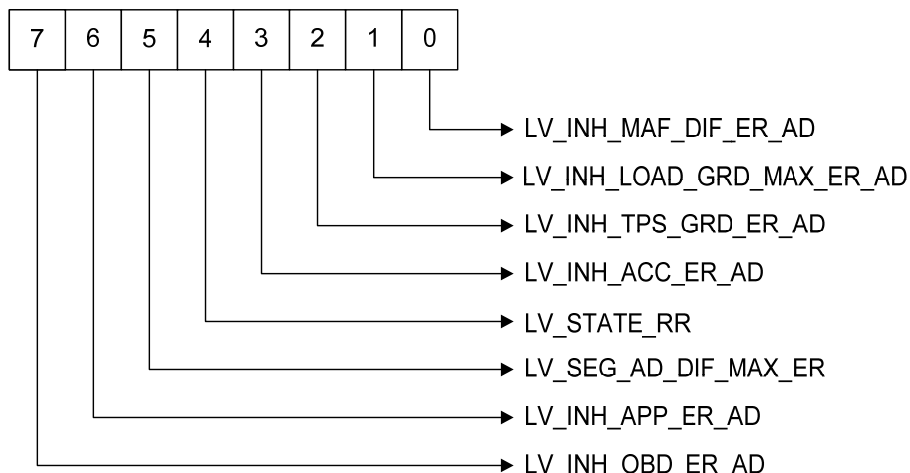 7 6 5 4 3 2 1 0
LV_INH_MAF_DIF_ER_AD
LV_INH_LOAD_GRD_MAX_ER_AD
LV_INH_TPS_GRD_ER_AD
LV_INH_ACC_ER_AD
LV_STATE_RR
LV_SEG_AD_DIF_MAX_ER
LV_INH_APP_ER_AD
LV_INH_OBD_ER_AD